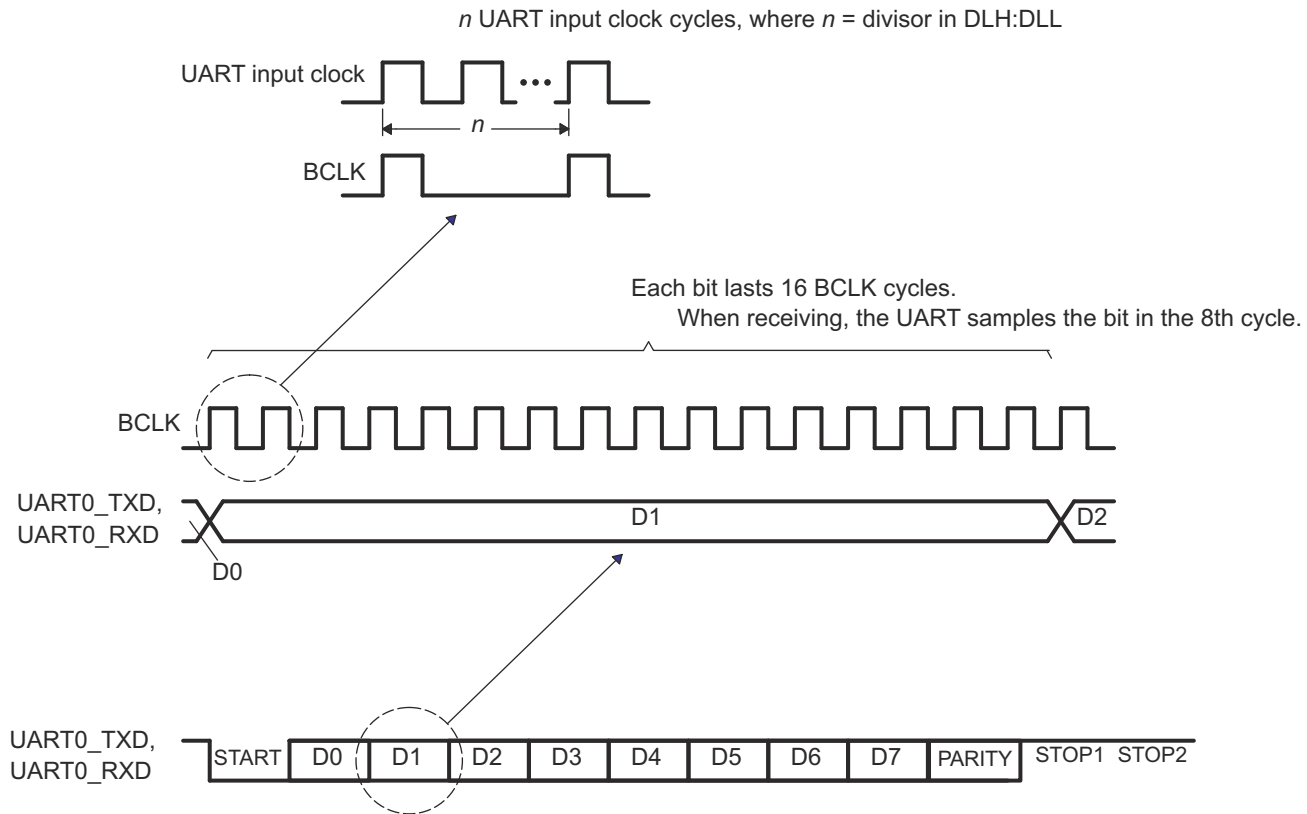 n UART input clock cycles, where n = divisor in DLH:DLL
UART input clock
n
BCLK
Each bit lasts 16 BCLK cycles.
When receiving, the UART samples the bit in the 8th cycle.
BCLK
UART0_TXD,
UART0_RXD
D1
D2
D0
UART0_TXD,
UART0_RXD
START D0 D1 D2 D3 D4 D5 D6 D7 PARITY STOP1 STOP2